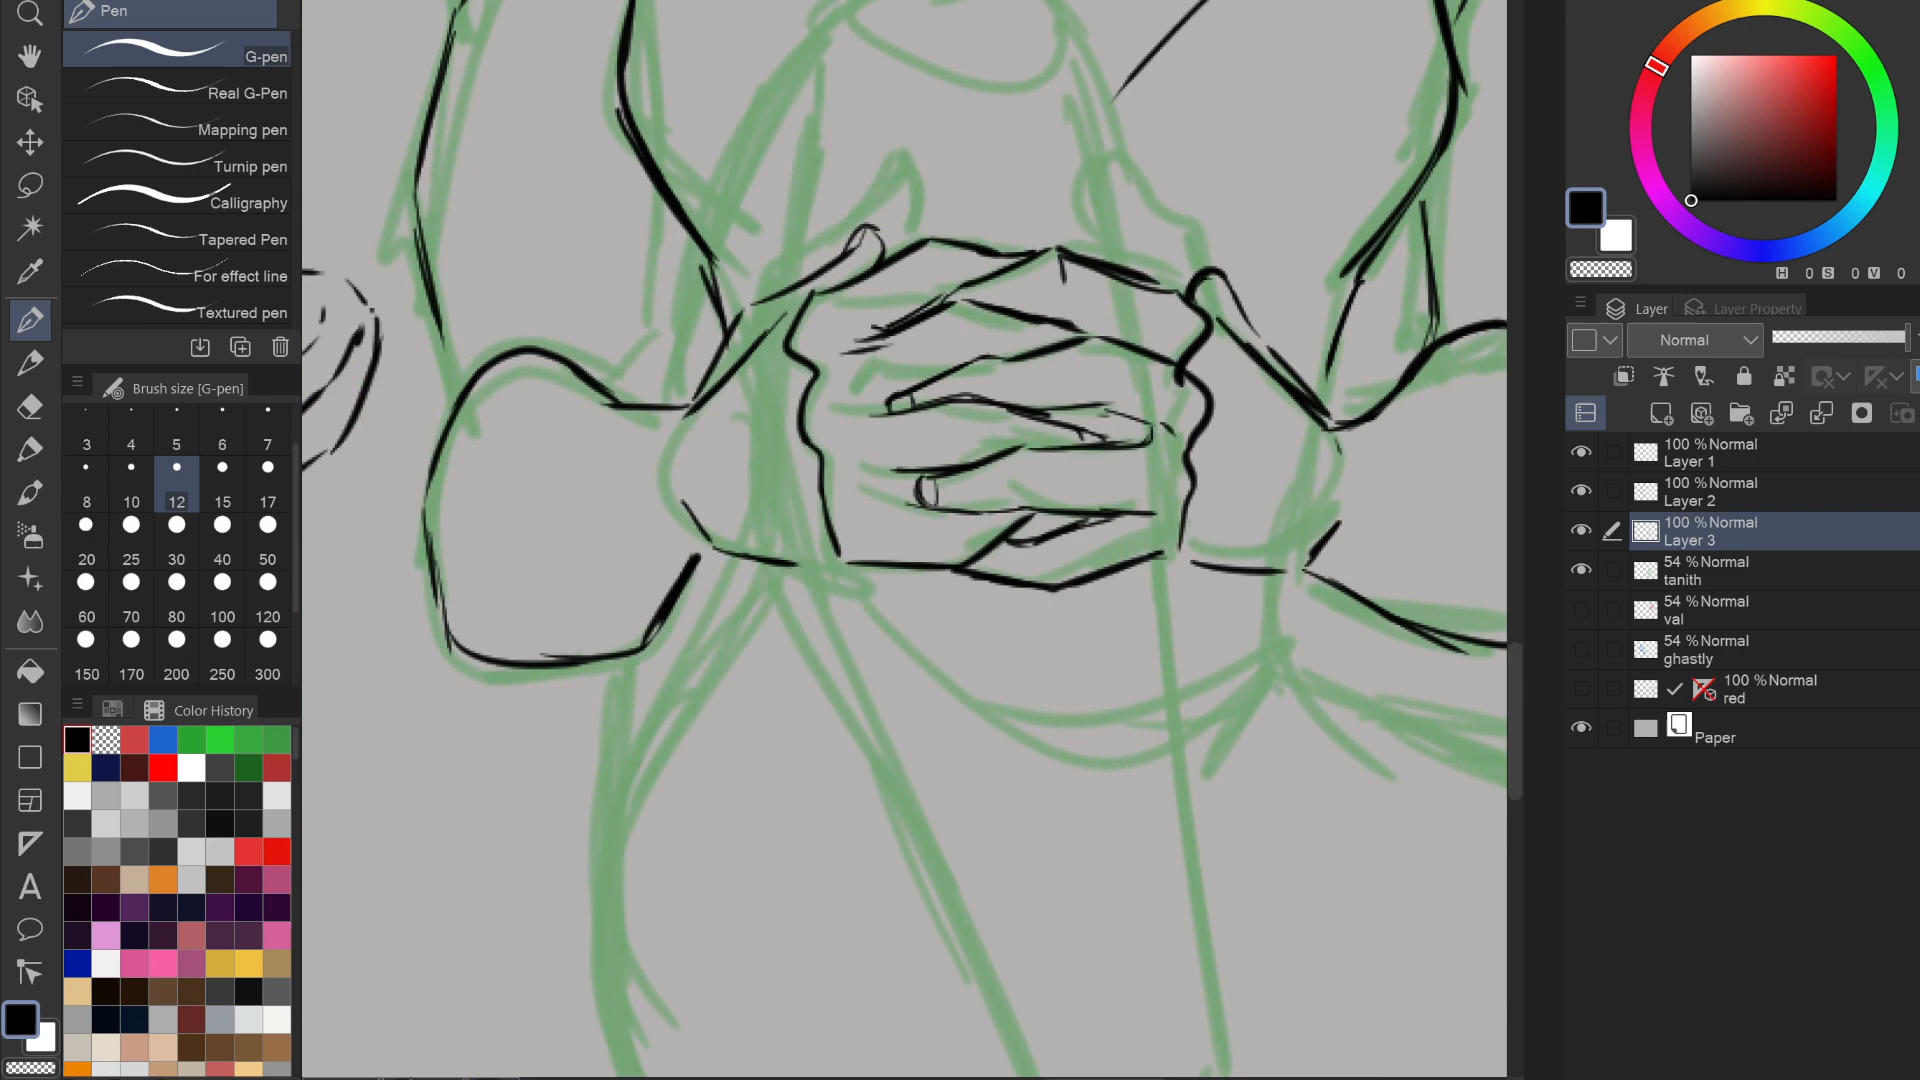 Pen
G-pen
Real G-Pen
Mapping pen
Turnip pen
Calligraphy
Tapered Pen
For effect line
Textured pen
Brush size [G-pen]
3 4 5 6 7
8 10 12 15 17
20 25 30 40 50
60 70 80 100 120
150 170 200 250 300
Color History
H 0 S 0 V 0
Layer Layer Property
Normal
100 %Normal
Layer 1
100 %Normal
Layer 2
100 %Normal
Layer 3
54 %Normal
tanith
54 %Normal
val
54 %Normal
ghastly
100 %Normal
red
Paper